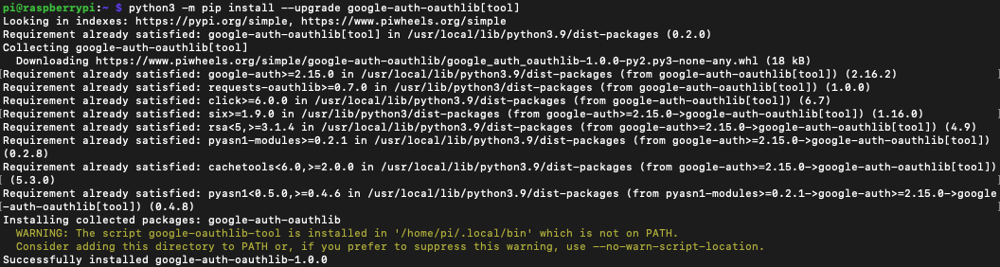 pi@raspberrypi:~ $ python3 -m pip install --upgrade google-auth-oauthlib[tool]
Looking in indexes: https://pypi.org/simple, https://www.piwheels.org/simple
Requirement already satisfied: google-auth-oauthlib[tool] in /usr/local/lib/python3.9/dist-packages (0.2.0)
Collecting google-auth-oauthlib[tool]
  Downloading https://www.piwheels.org/simple/google-auth-oauthlib/google_auth_oauthlib-1.0.0-py2.py3-none-any.whl (18 kB)
[Requirement already satisfied: google-auth>=2.15.0 in /usr/local/lib/python3.9/dist-packages (from google-auth-oauthlib[tool]) (2.16.2) ]
Requirement already satisfied: requests-oauthlib>=0.7.0 in /usr/lib/python3/dist-packages (from google-auth-oauthlib[tool]) (1.0.0)
Requirement already satisfied: click>=6.0.0 in /usr/local/lib/python3.9/dist-packages (from google-auth-oauthlib[tool]) (6.7)
[Requirement already satisfied: six>=1.9.0 in /usr/lib/python3/dist-packages (from google-auth>=2.15.0->google-auth-oauthlib[tool]) (1.16.0) ]
Requirement already satisfied: rsa<5,>=3.1.4 in /usr/local/lib/python3.9/dist-packages (from google-auth>=2.15.0->google-auth-oauthlib[tool]) (4.9)
Requirement already satisfied: pyasn1-modules>=0.2.1 in /usr/local/lib/python3.9/dist-packages (from google-auth>=2.15.0->google-auth-oauthlib[tool])
(0.2.8)
Requirement already satisfied: cachetools<6.0,>=2.0.0 in /usr/local/lib/python3.9/dist-packages (from google-auth>=2.15.0->google-auth-oauthlib[tool])
[ (5.3.0) ]
Requirement already satisfied: pyasn1<0.5.0,>=0.4.6 in /usr/local/lib/python3.9/dist-packages (from pyasn1-modules>=0.2.1->google-auth>=2.15.0->google
[-auth-oauthlib[tool]) (0.4.8) ]
Installing collected packages: google-auth-oauthlib
  WARNING: The script google-oauthlib-tool is installed in '/home/pi/.local/bin' which is not on PATH.
  Consider adding this directory to PATH or, if you prefer to suppress this warning, use --no-warn-script-location.
Successfully installed google-auth-oauthlib-1.0.0